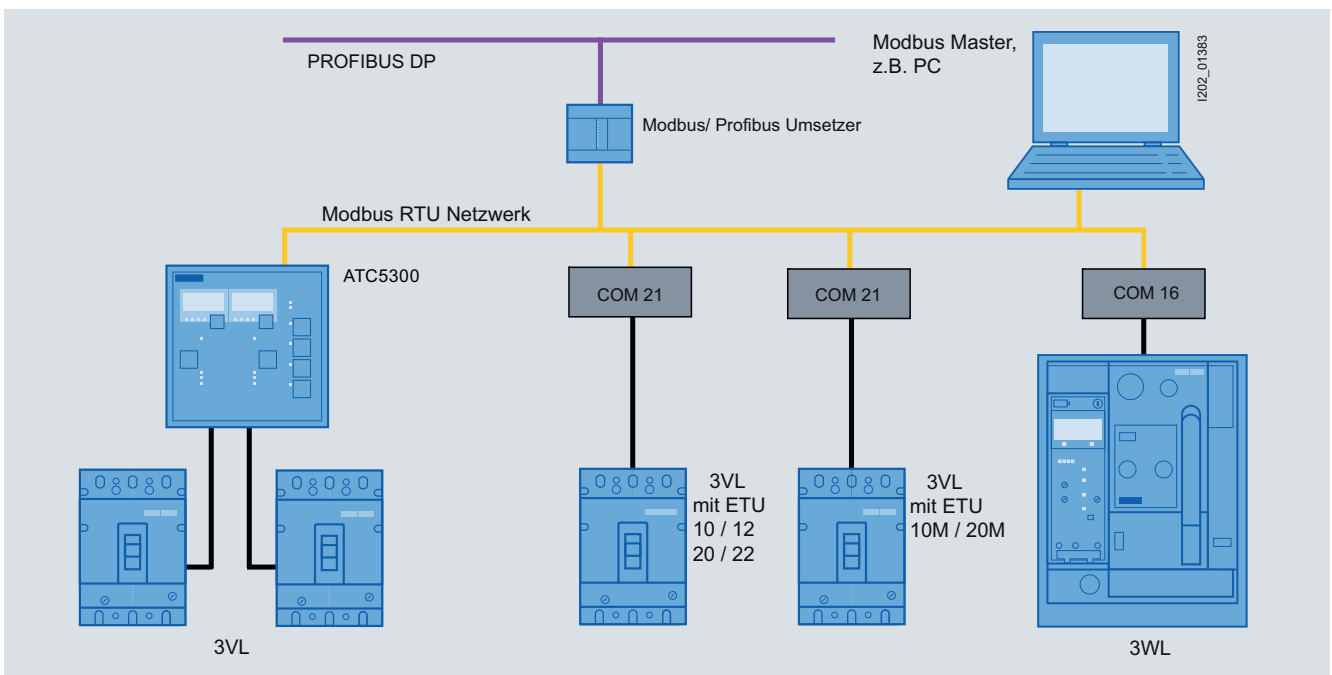 PROFIBUS DP
Modbus Master,
z.B. PC
I202_01383
Modbus/ Profibus Umsetzer
Modbus RTU Netzwerk
ATC5300
COM 21
COM 21
COM 16
3VL
mit ETU
10 / 12
20 / 22
3VL
mit ETU
10M / 20M
3VL
3WL